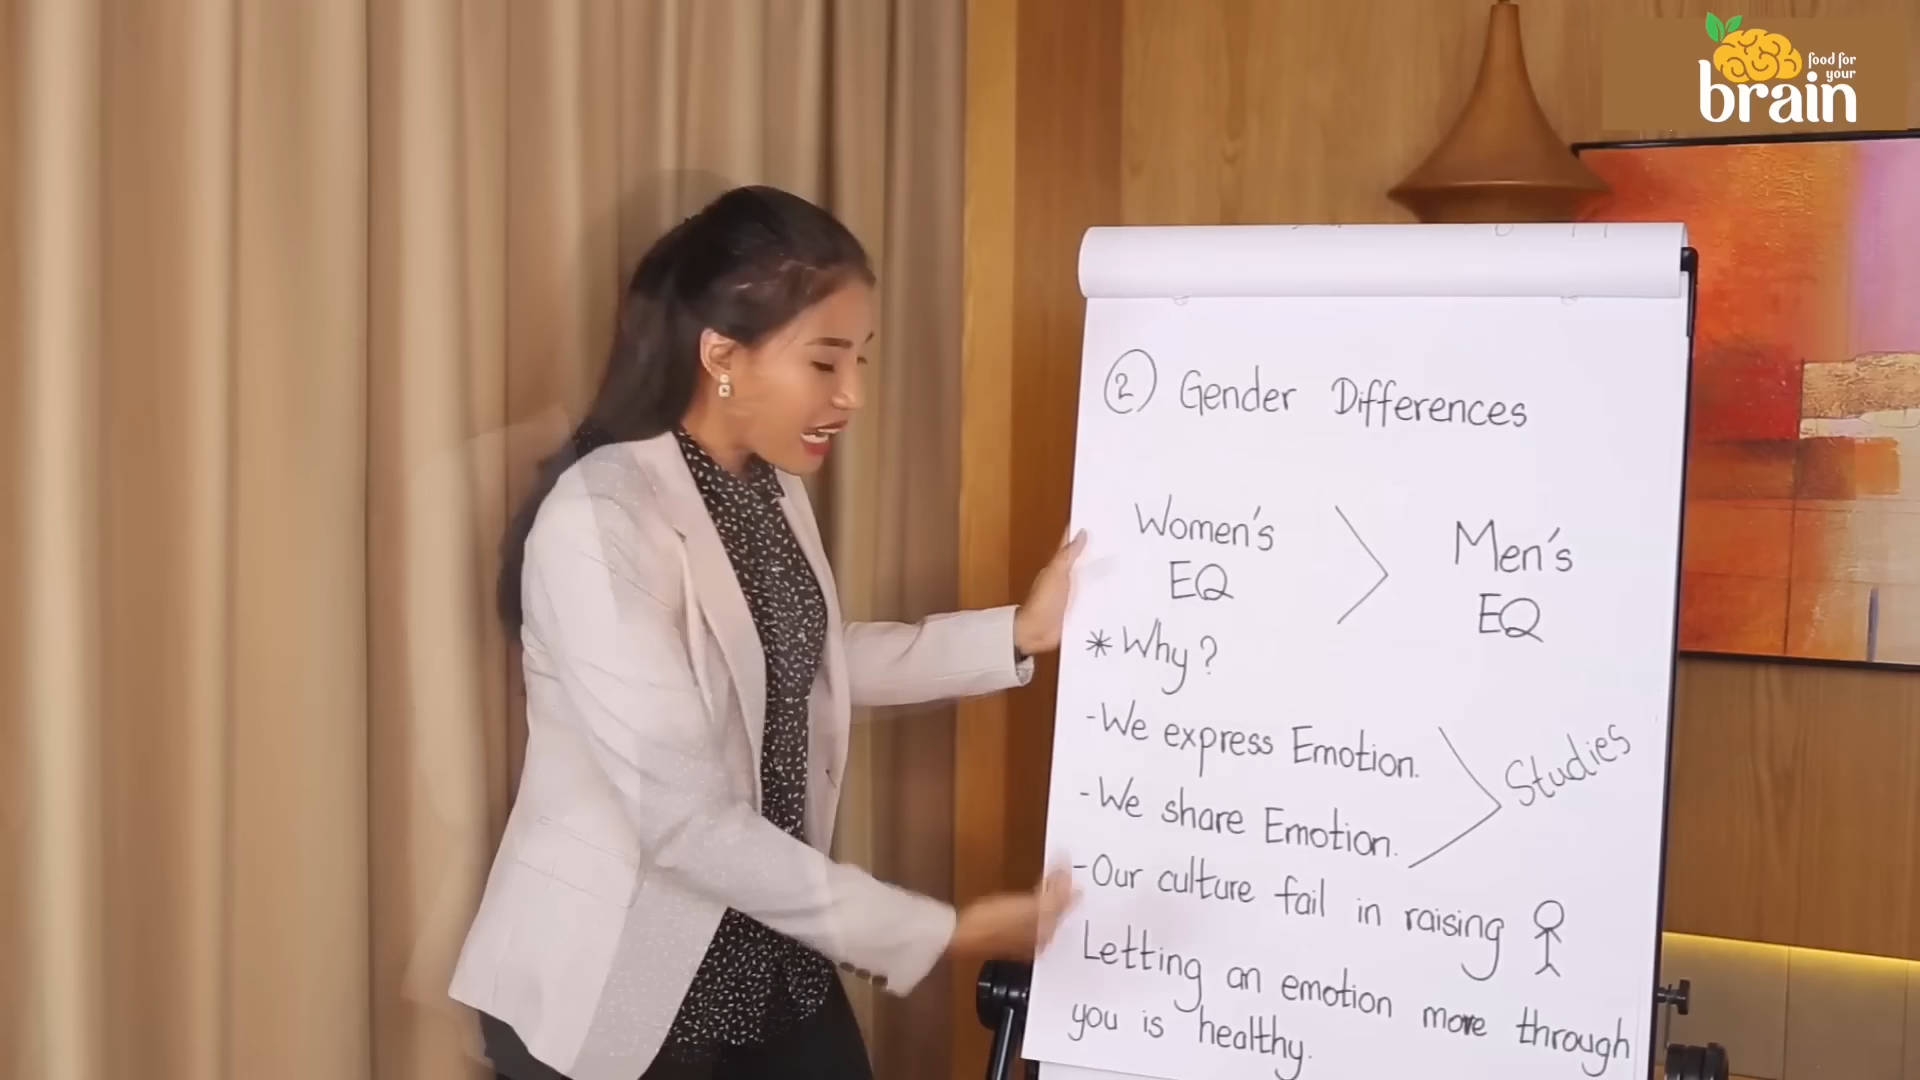 food for
your
brain
2 Gender Differences
Women's
EQ
>
Men's
EQ
* Why?
- We express Emotion.
- We share Emotion.
Studies
- Our culture fail in raising
Letting an emotion more through
you is healthy.